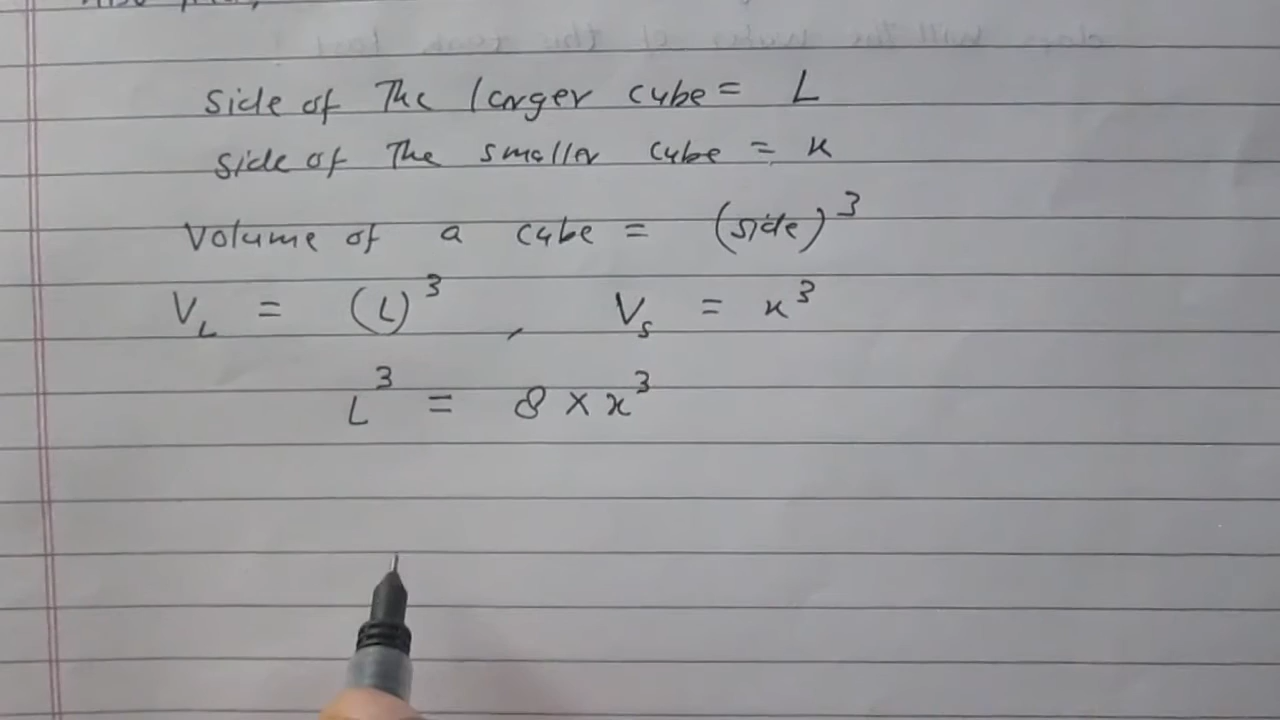 Side of The larger cube = L
Side of The smaller cube = x
Volume of a cube = (side)³
V_L = (L)³ , V_s = x³
L³ = 8 × x³